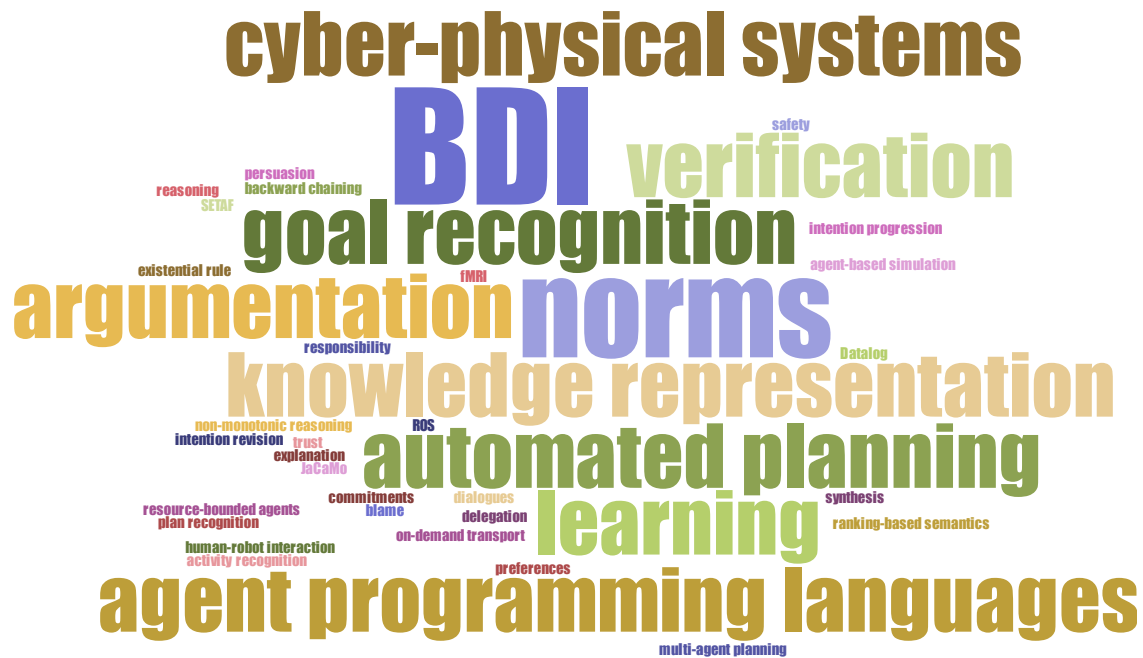 cyber-physical systems
BDI
safety
verification
persuasion
reasoning
backward chaining
SETAF
goal recognition
intention progression
agent-based simulation
existential rule
fMRI
argumentation
norms
responsibility
Datalog
knowledge representation
non-monotonic reasoning
ROS
intention revision
trust
automated planning
explanation
JaCaMo
commitments
dialogues
learning
synthesis
resource-bounded agents
blame
delegation
plan recognition
ranking-based semantics
on-demand transport
human-robot interaction
activity recognition
preferences
agent programming languages
multi-agent planning